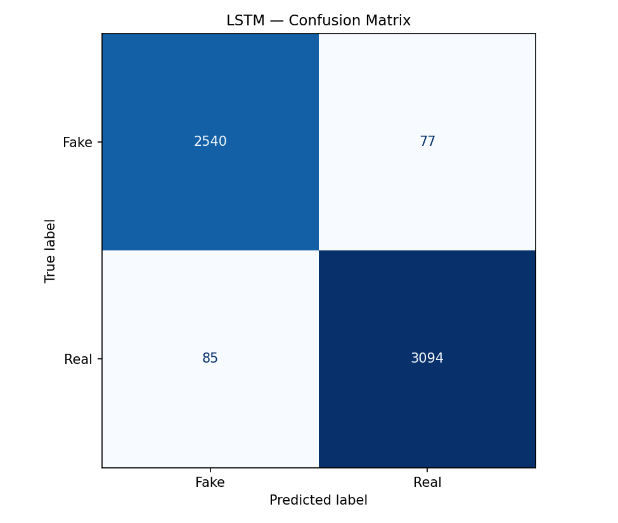 LSTM — Confusion Matrix
True label
Fake
2540
77
Real
85
3094
Fake
Real
Predicted label